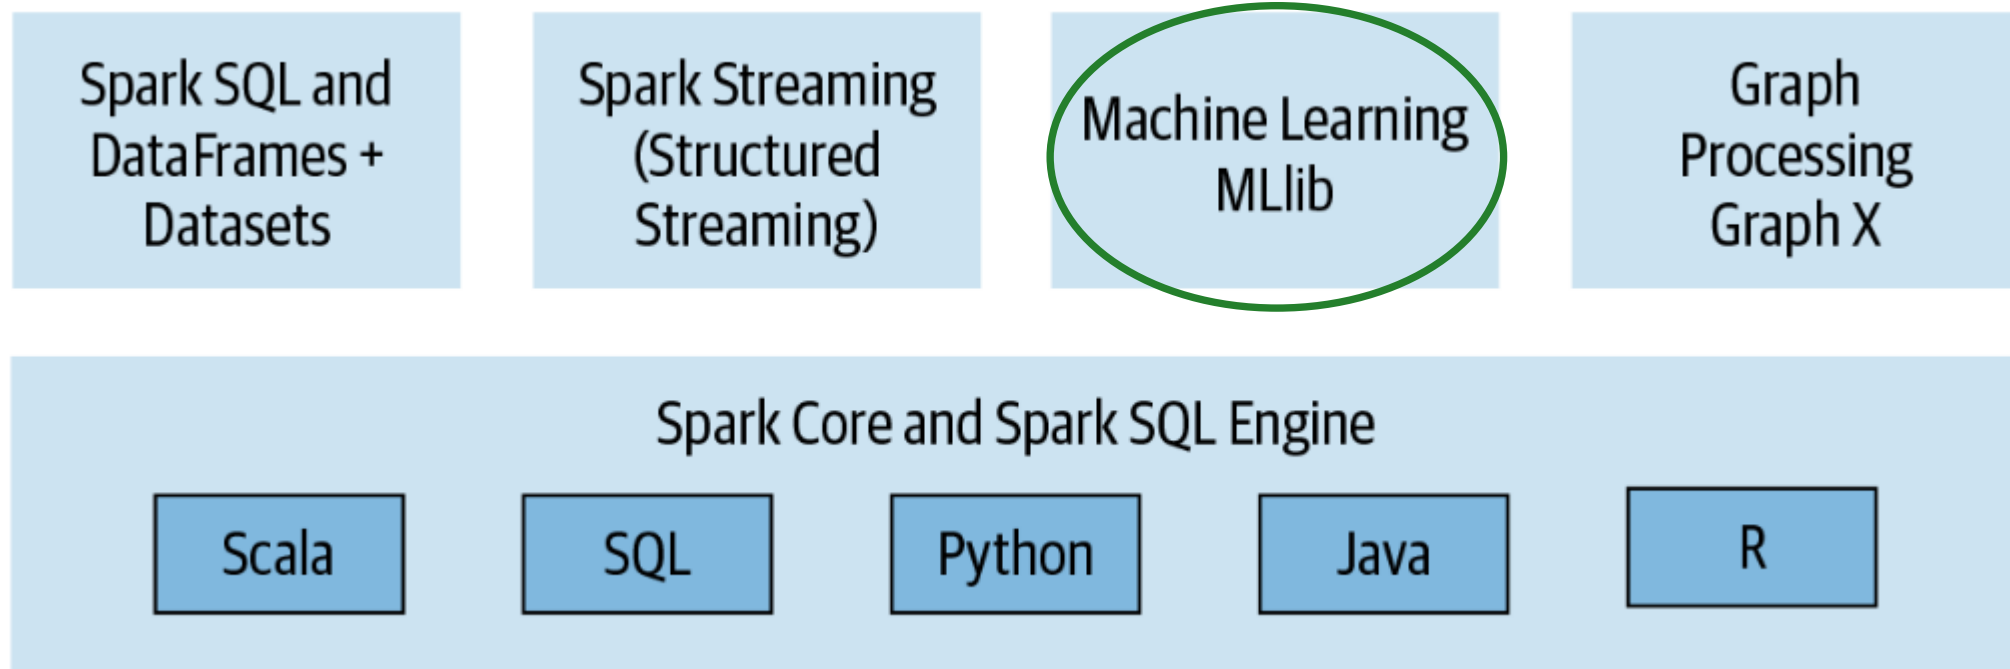 Spark SQL and
DataFrames +
Datasets
Spark Streaming
(Structured
Streaming)
Machine Learning
MLlib
Graph
Processing
Graph X
Spark Core and Spark SQL Engine
Scala
SQL
Python
Java
R